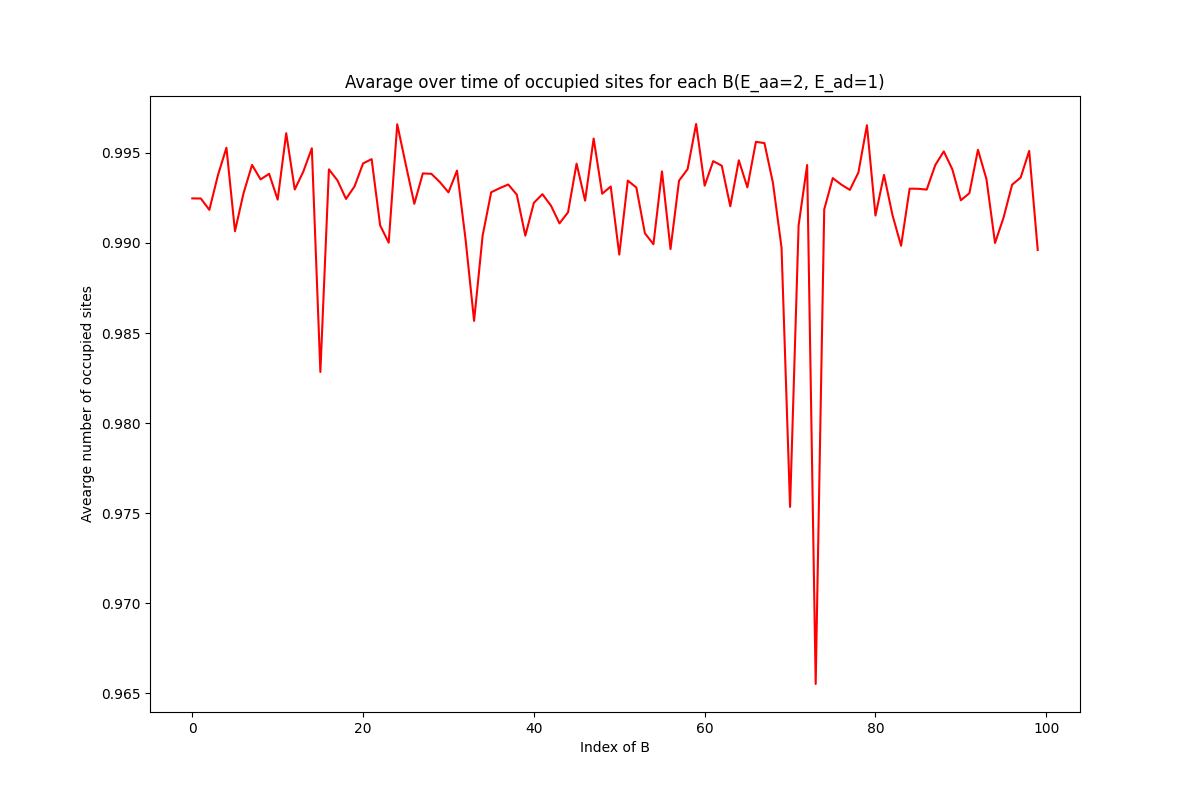 Avarage over time of occupied sites for each B(E_aa=2, E_ad=1)
0.995
0.990
0.985
0.980
0.975
0.970
0.965
Avearge number of occupied sites
0 20 40 60 80 100
Index of B